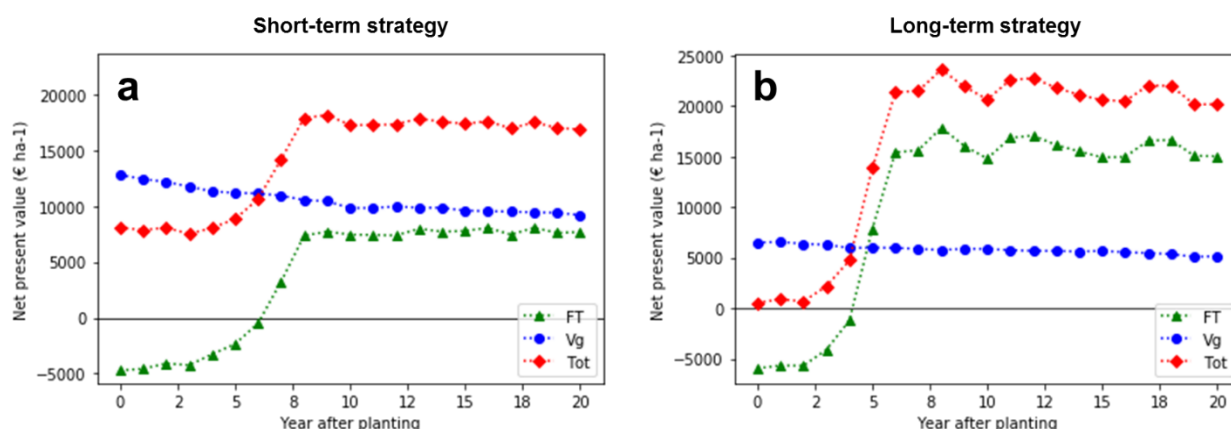 Short-term strategy
a
20000
15000
10000
5000
0
−5000
Net present value (€ ha-1)
0 2 5 8 10 12 15 18 20
Year after planting
FT
Vg
Tot
Long-term strategy
b
25000
20000
15000
10000
5000
0
−5000
Net present value (€ ha-1)
0 2 5 8 10 12 15 18 20
Year after planting
FT
Vg
Tot